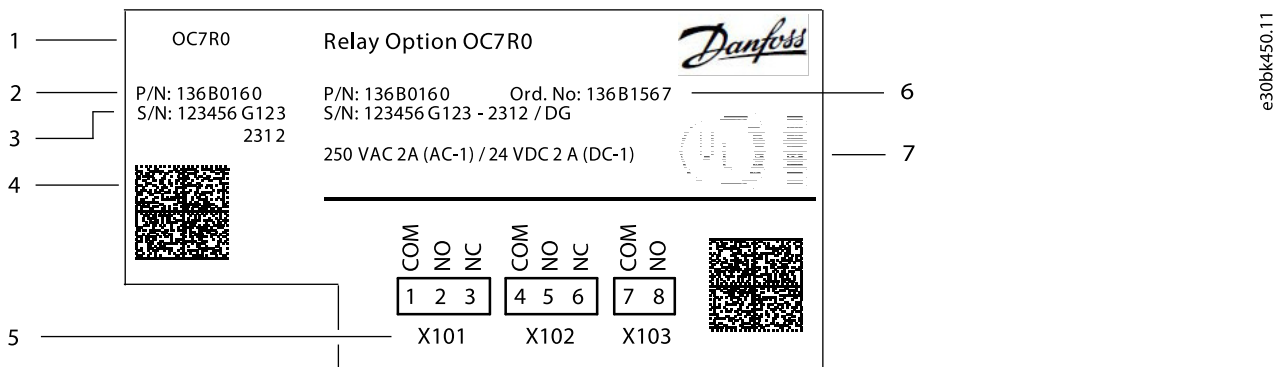 1
OC7R0
Relay Option OC7R0
Danfoss
2
P/N: 136B0160
P/N: 136B0160 Ord. No: 136B1567
6
3
S/N: 123456 G123
2312
S/N: 123456 G123 - 2312 / DG
250 VAC 2A (AC-1) / 24 VDC 2 A (DC-1)
UL
7
4
COM NO NC COM NO NC COM NO
1 2 3 4 5 6 7 8
5
X101 X102 X103
e30bk450.11